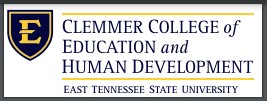 E
CLEMMER COLLEGE of
EDUCATION and
HUMAN DEVELOPMENT
EAST TENNESSEE STATE UNIVERSITY